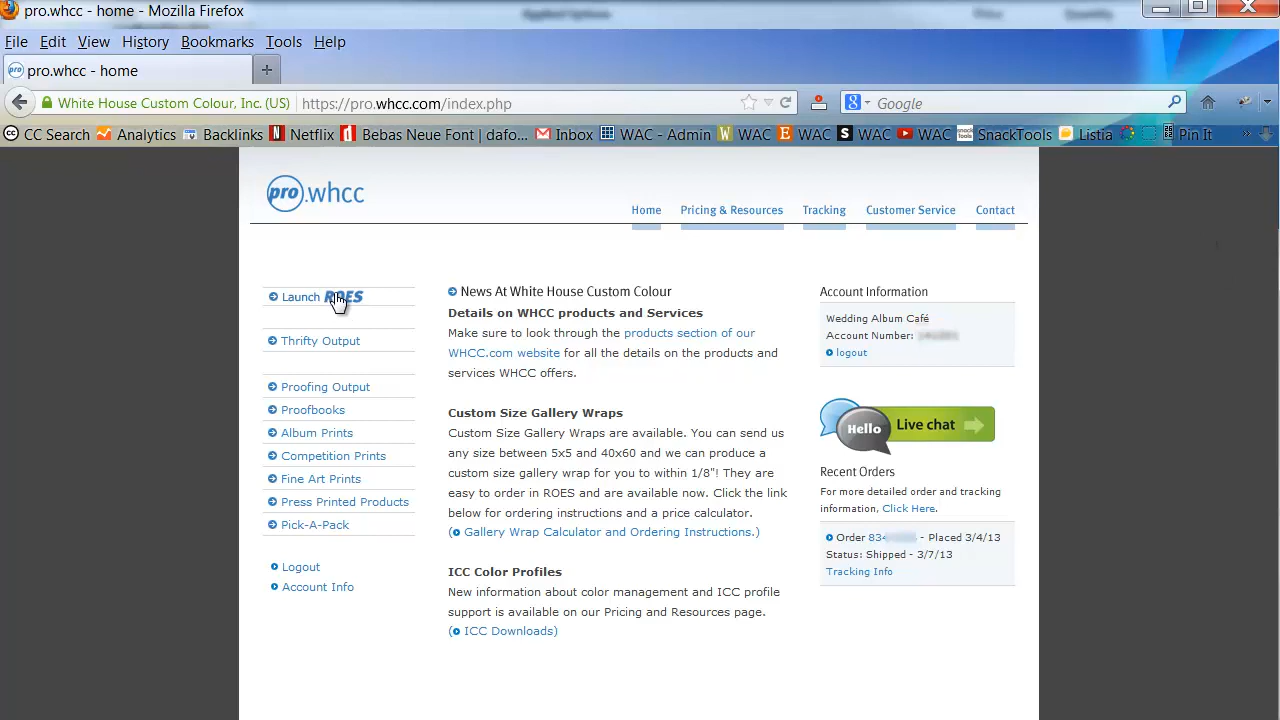 pro.whcc - home - Mozilla Firefox
Applied Options Price Quantity
File Edit View History Bookmarks Tools Help
pro pro.whcc - home
White House Custom Colour, Inc. (US) https://pro.whcc.com/index.php Google
CC Search Analytics Backlinks Netflix Bebas Neue Font | dafo... Inbox WAC - Admin WAC WAC WAC WAC SnackTools Listia Pin It
pro.whcc
Home Pricing & Resources Tracking Customer Service Contact
Launch ROES
Thrifty Output
Proofing Output
Proofbooks
Album Prints
Competition Prints
Fine Art Prints
Press Printed Products
Pick-A-Pack
Logout
Account Info
News At White House Custom Colour
Details on WHCC products and Services
Make sure to look through the products section of our
WHCC.com website for all the details on the products and
services WHCC offers.
Custom Size Gallery Wraps
Custom Size Gallery Wraps are available. You can send us
any size between 5x5 and 40x60 and we can produce a
custom size gallery wrap for you to within 1/8"! They are
easy to order in ROES and are available now. Click the link
below for ordering instructions and a price calculator.
( Gallery Wrap Calculator and Ordering Instructions.)
ICC Color Profiles
New information about color management and ICC profile
support is available on our Pricing and Resources page.
( ICC Downloads)
Account Information
Wedding Album Café
Account Number:
logout
Hello Live chat
Recent Orders
For more detailed order and tracking
information, Click Here.
Order 834 - Placed 3/4/13
Status: Shipped - 3/7/13
Tracking Info